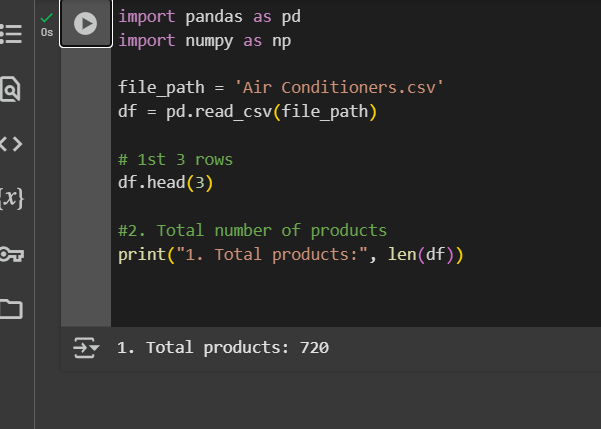 0s
import pandas as pd
import numpy as np
file_path = 'Air Conditioners.csv'
df = pd.read_csv(file_path)
# 1st 3 rows
df.head(3)
#2. Total number of products
print("1. Total products:", len(df))
{x}
1. Total products: 720